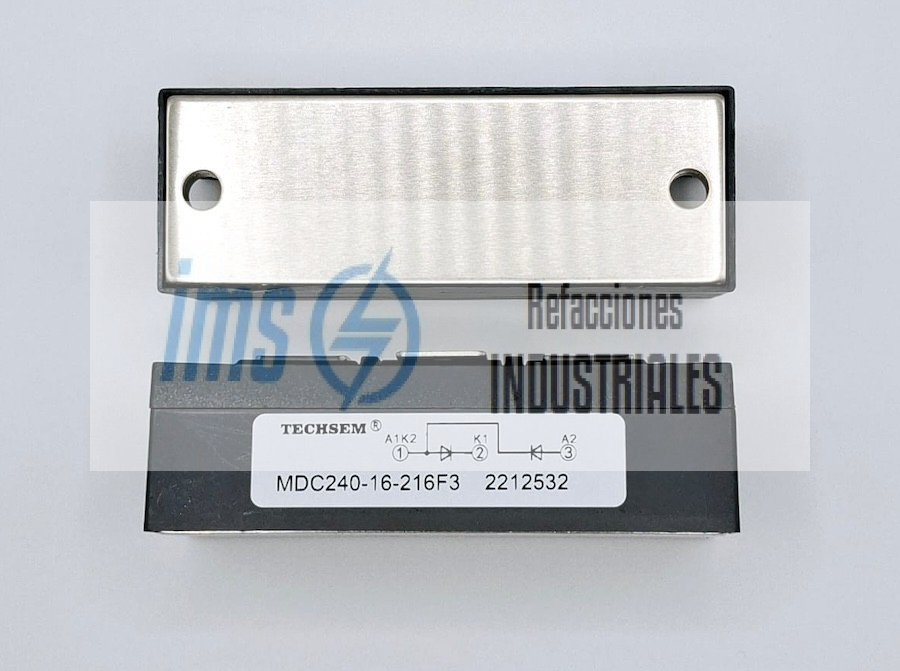 ims
Refacciones
INDUSTRIALES
TECHSEM®
A1K2 K1 A2
1 2 3
MDC240-16-216F3 2212532